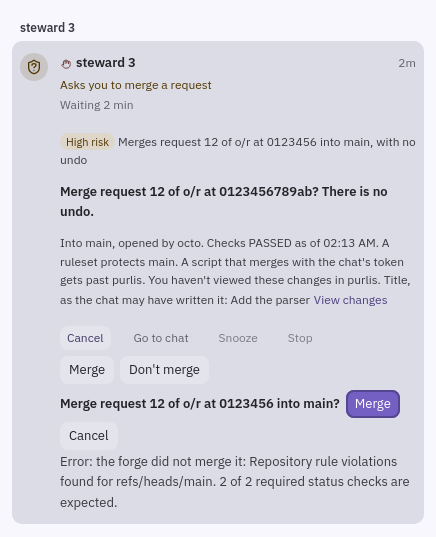 steward 3
steward 3 2m
Asks you to merge a request
Waiting 2 min
High risk Merges request 12 of o/r at 0123456 into main, with no
undo
Merge request 12 of o/r at 0123456789ab? There is no
undo.
Into main, opened by octo. Checks PASSED as of 02:13 AM. A
ruleset protects main. A script that merges with the chat's token
gets past purlis. You haven't viewed these changes in purlis. Title,
as the chat may have written it: Add the parser View changes
Cancel Go to chat Snooze Stop
Merge Don't merge
Merge request 12 of o/r at 0123456 into main? Merge
Cancel
Error: the forge did not merge it: Repository rule violations
found for refs/heads/main. 2 of 2 required status checks are
expected.